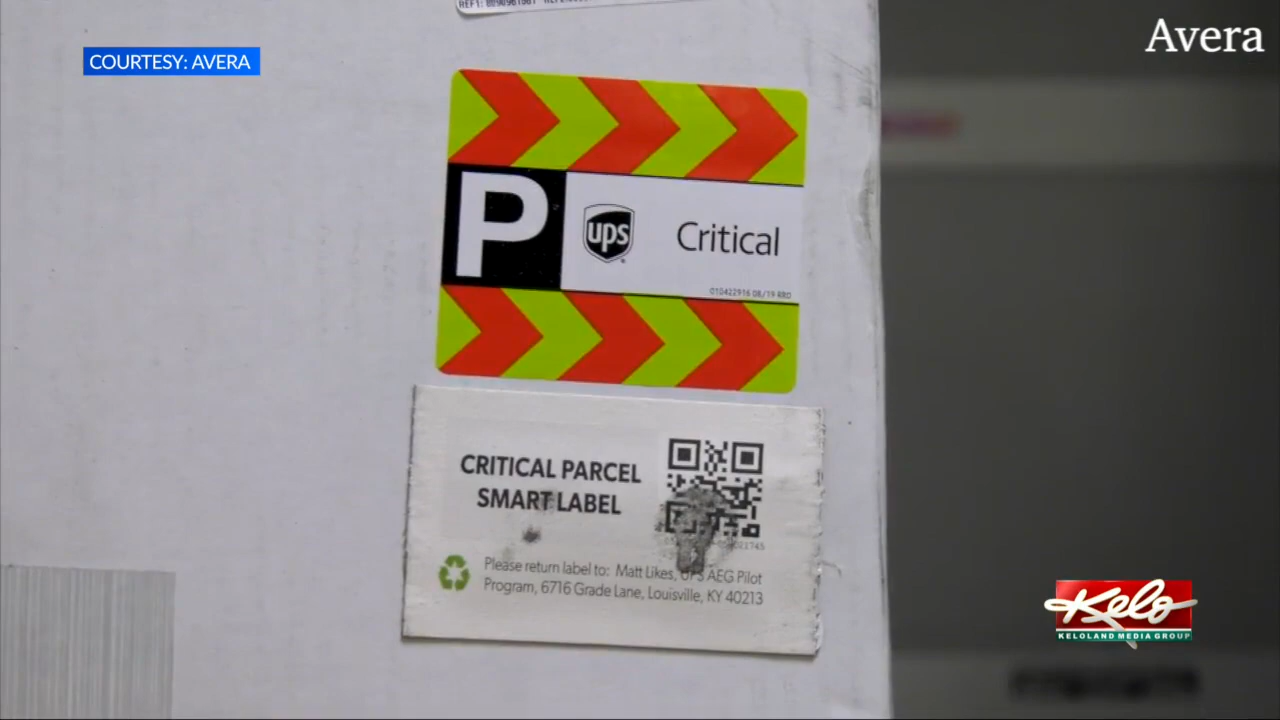 REF1:
COURTESY: AVERA
Avera
P
ups
Critical
010422916 08/19 RRD
CRITICAL PARCEL
SMART LABEL
Please return label to: Matt Likes, UPS AEG Pilot
Program, 6716 Grade Lane, Louisville, KY 40213
Kelo
KELOLAND MEDIA GROUP